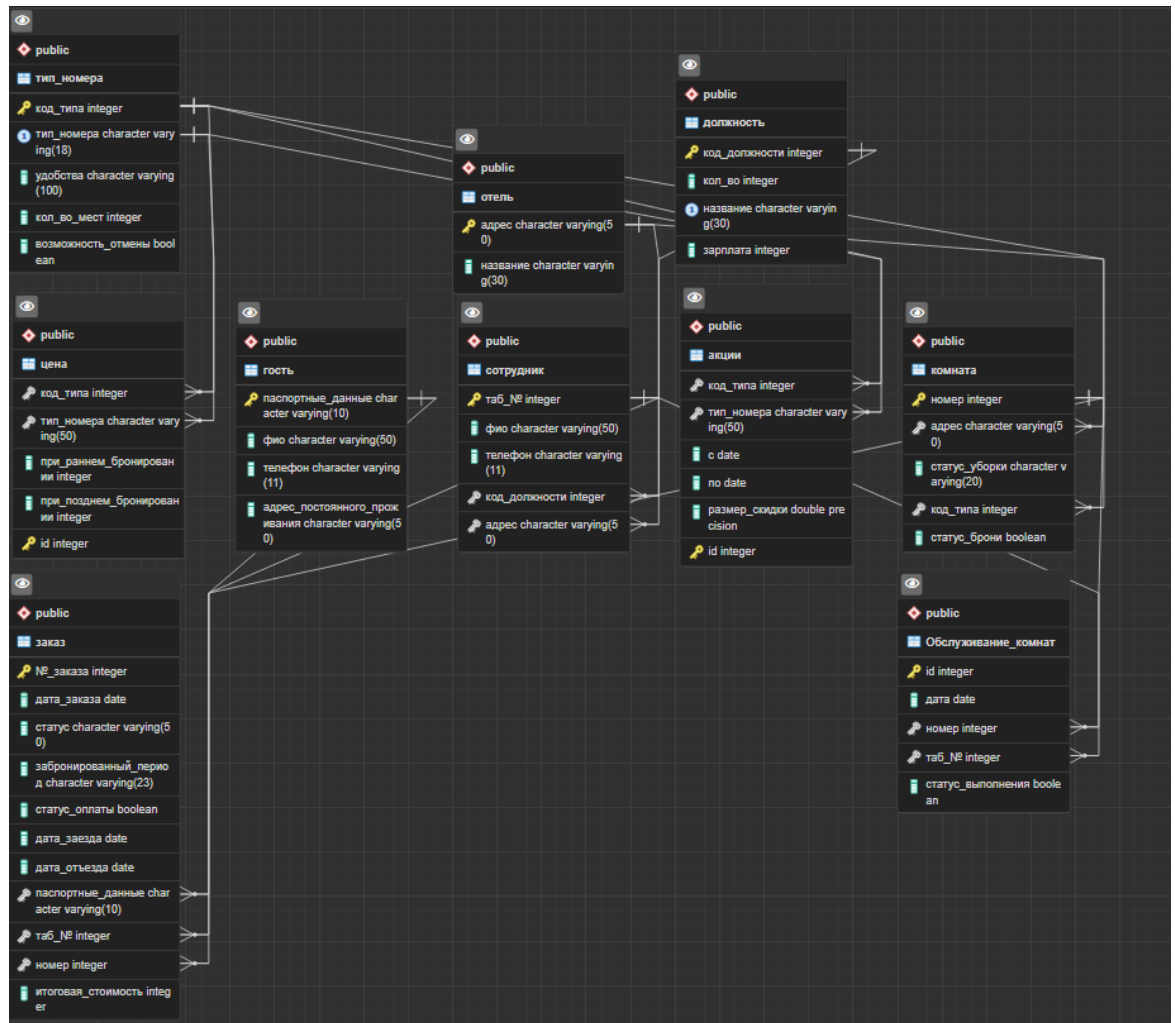 public
тип_номера
код_типа integer
тип_номера character vary
ing(18)
удобства character varying
(100)
кол_во_мест integer
возможность_отмены bool
ean
public
отель
адрес character varying(5
0)
название character varyin
g(30)
public
должность
код_должности integer
кол_во integer
название character varyin
g(30)
зарплата integer
public
цена
код_типа integer
тип_номера character vary
ing(50)
при_раннем_бронирован
ии integer
при_позднем_бронирован
ии integer
id integer
public
гость
паспортные_данные char
acter varying(10)
фио character varying(50)
телефон character varying
(11)
адрес_постоянного_прож
ивания character varying(5
0)
public
сотрудник
таб_№ integer
фио character varying(50)
телефон character varying
(11)
код_должности integer
адрес character varying(5
0)
public
акции
код_типа integer
тип_номера character vary
ing(50)
с date
по date
размер_скидки double pre
cision
id integer
public
комната
номер integer
адрес character varying(5
0)
статус_уборки character v
arying(20)
код_типа integer
статус_брони boolean
public
заказ
№_заказа integer
дата_заказа date
статус character varying(5
0)
забронированный_перио
д character varying(23)
статус_оплаты boolean
дата_заезда date
дата_отъезда date
паспортные_данные char
acter varying(10)
таб_№ integer
номер integer
итоговая_стоимость integ
er
public
Обслуживание_комнат
id integer
дата date
номер integer
таб_№ integer
статус_выполнения boole
an